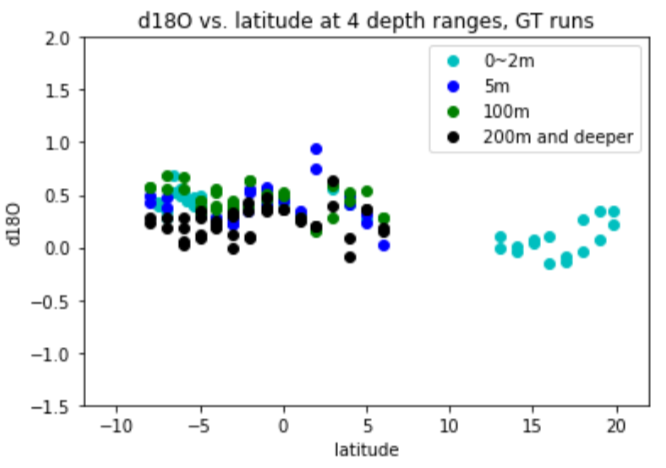 d18O vs. latitude at 4 depth ranges, GT runs
2.0
1.5
1.0
0.5
0.0
−0.5
−1.0
−1.5
d18O
0~2m
5m
100m
200m and deeper
−10
−5
0
5
10
15
20
latitude